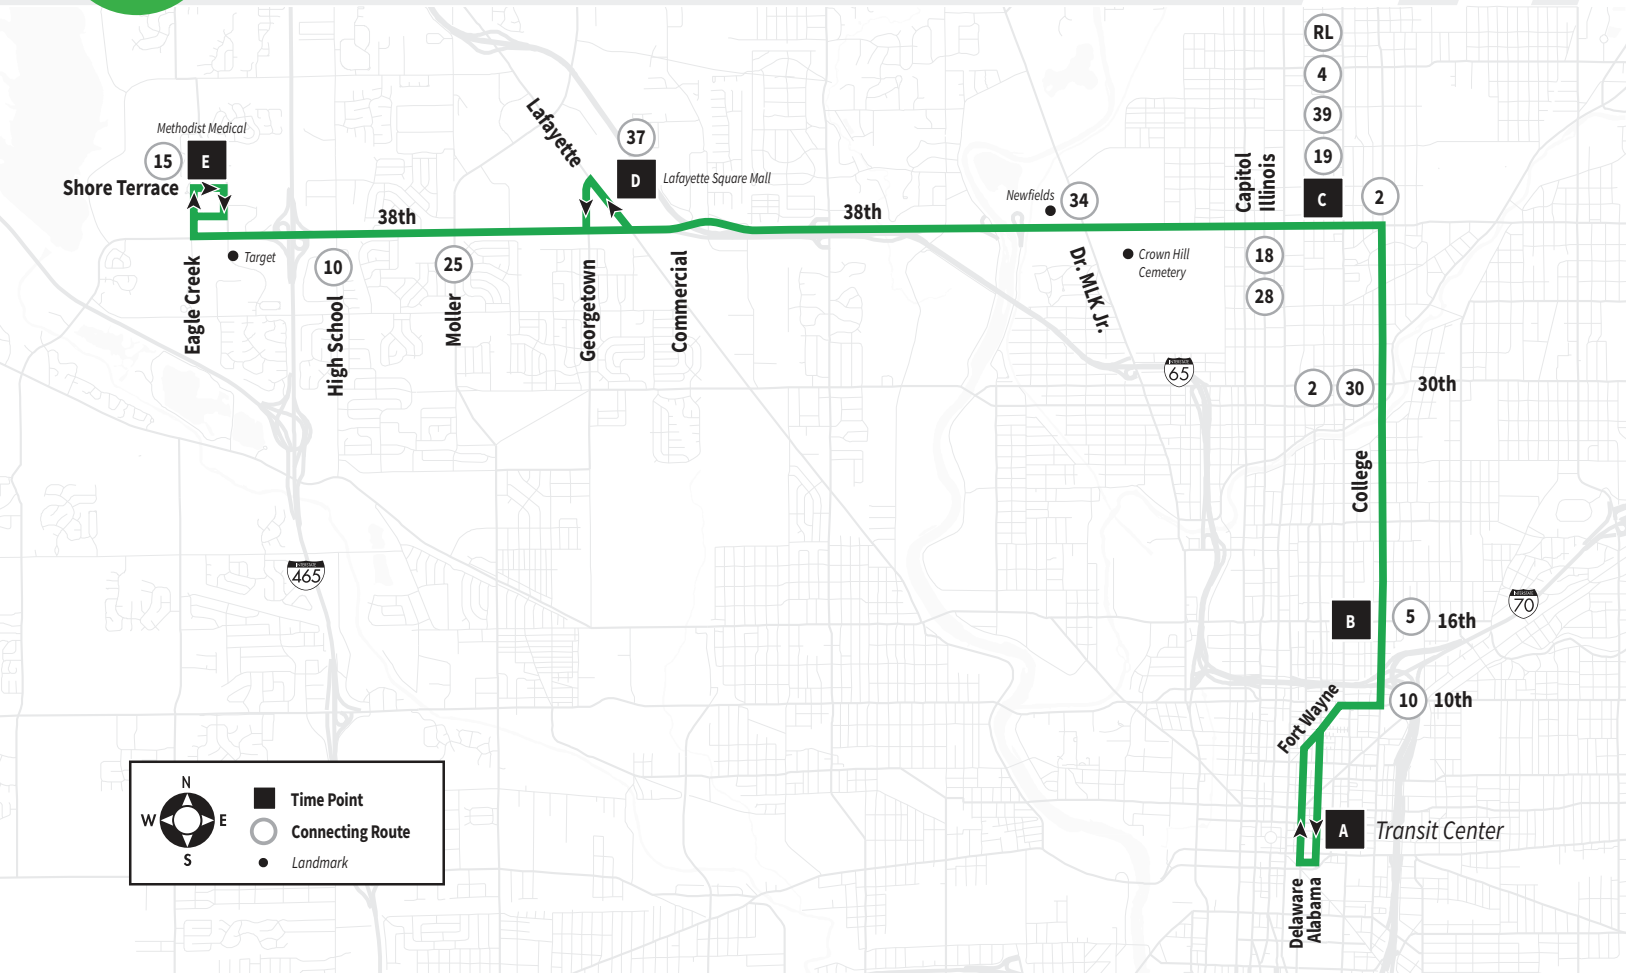 RL
4
39
19
C
2
Capitol
Illinois
Methodist Medical
15
E
Shore Terrace
Lafayette
37
D
Lafayette Square Mall
38th
38th
Newfields
34
Target
10
25
Eagle Creek
High School
Moller
Georgetown
Commercial
Dr. MLK Jr.
Crown Hill
Cemetery
18
28
INTERSTATE
65
2
30
30th
College
INTERSTATE
465
INTERSTATE
70
B
5
16th
10
10th
Fort Wayne
A
Transit Center
Delaware
Alabama
N
W
E
S
Time Point
Connecting Route
Landmark